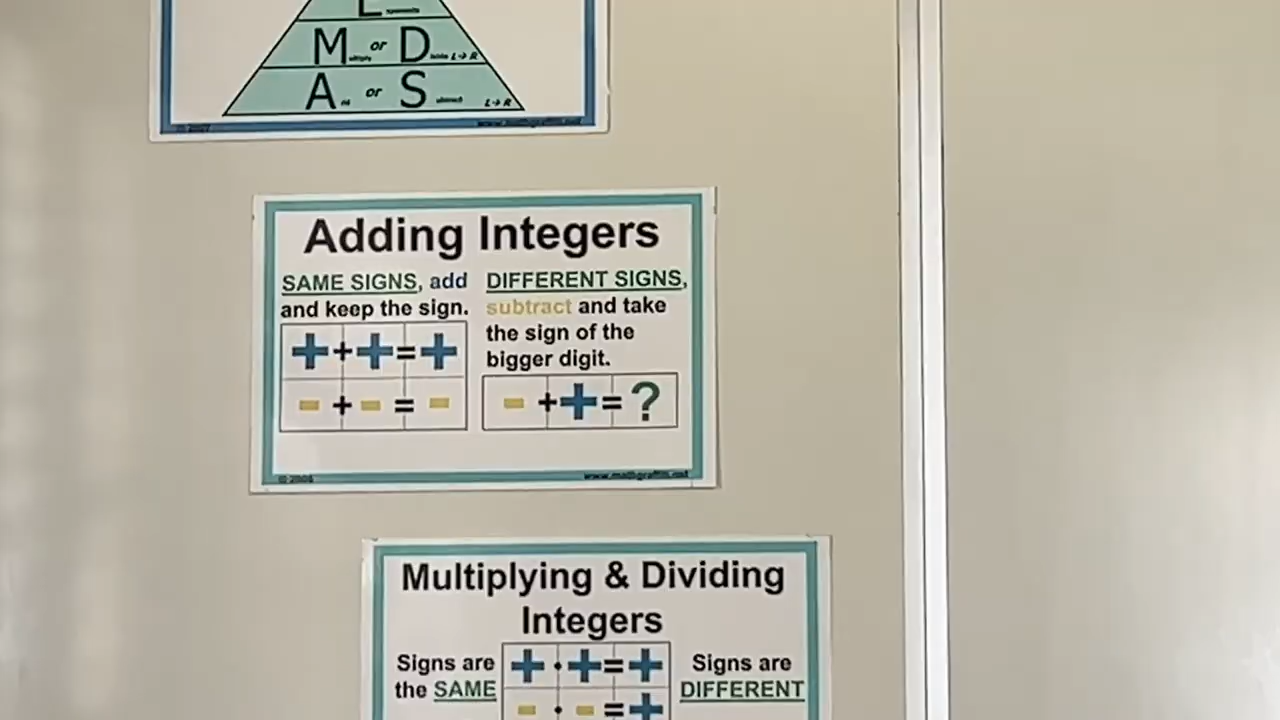 M or D L→R
A or S L→R
© 2007
Adding Integers
SAME SIGNS, add
and keep the sign.
+ + + = +
- + - = -
DIFFERENT SIGNS,
subtract and take
the sign of the
bigger digit.
- + + = ?
Multiplying & Dividing
Integers
Signs are
the SAME
+ · + = +
- · - = +
Signs are
DIFFERENT